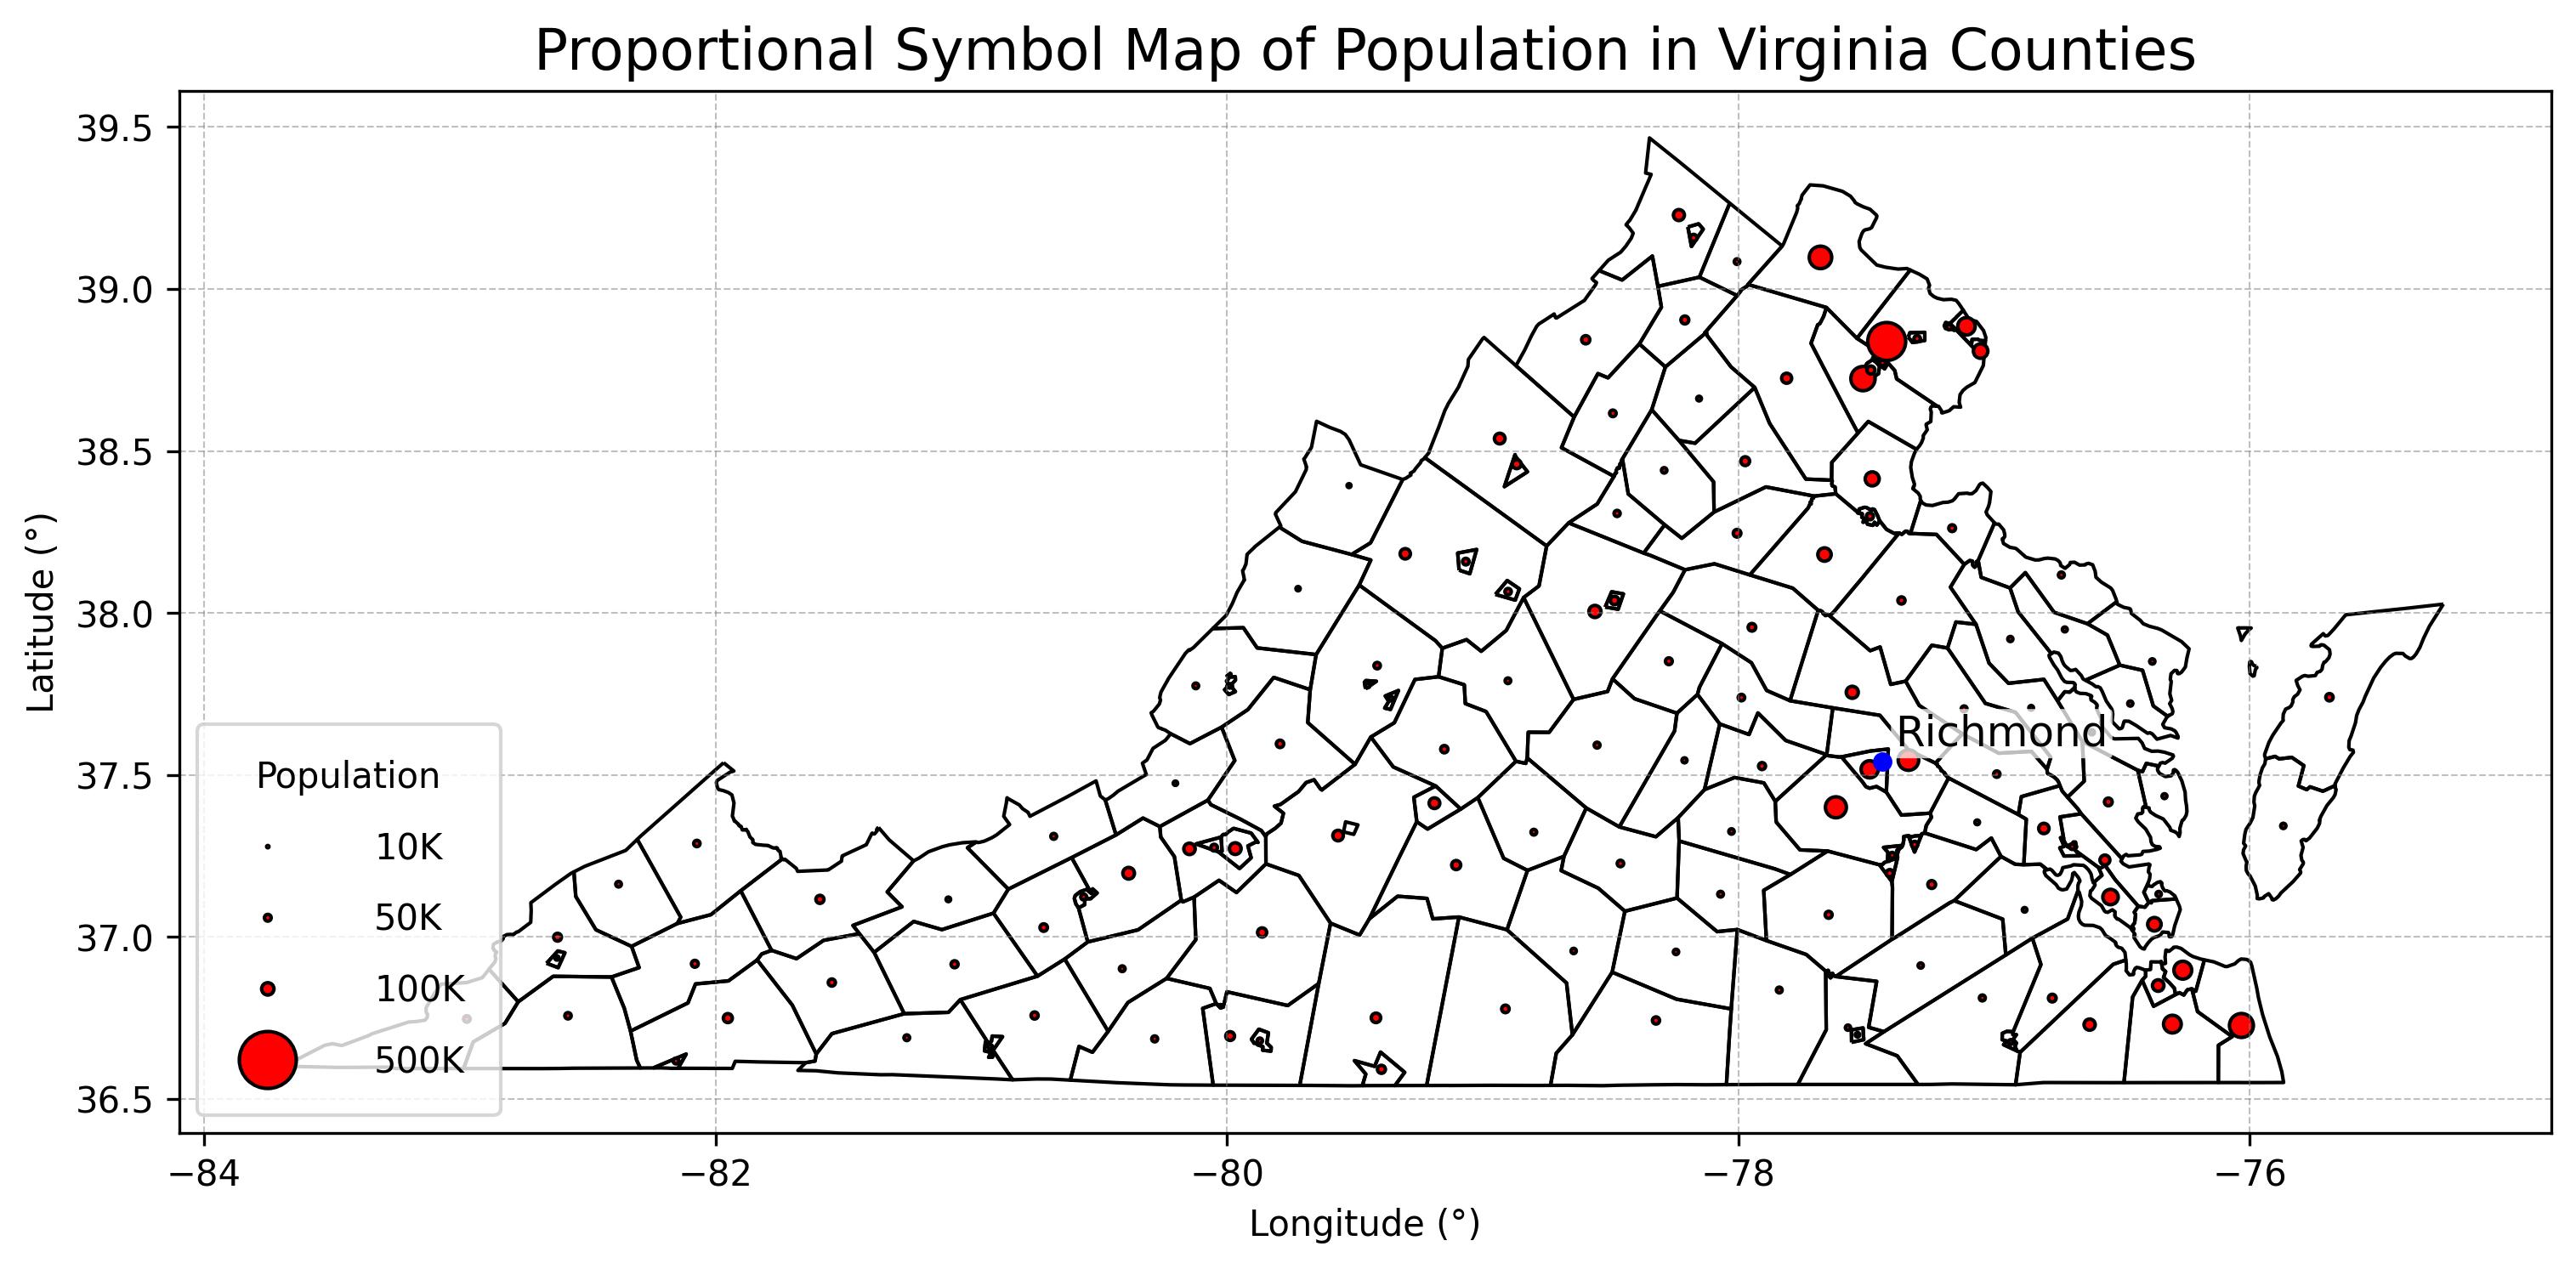 Proportional Symbol Map of Population in Virginia Counties
39.5
39.0
38.5
38.0
37.5
37.0
36.5
Latitude (°)
Richmond
Population
10K
50K
100K
500K
−84
−82
−80
−78
−76
Longitude (°)